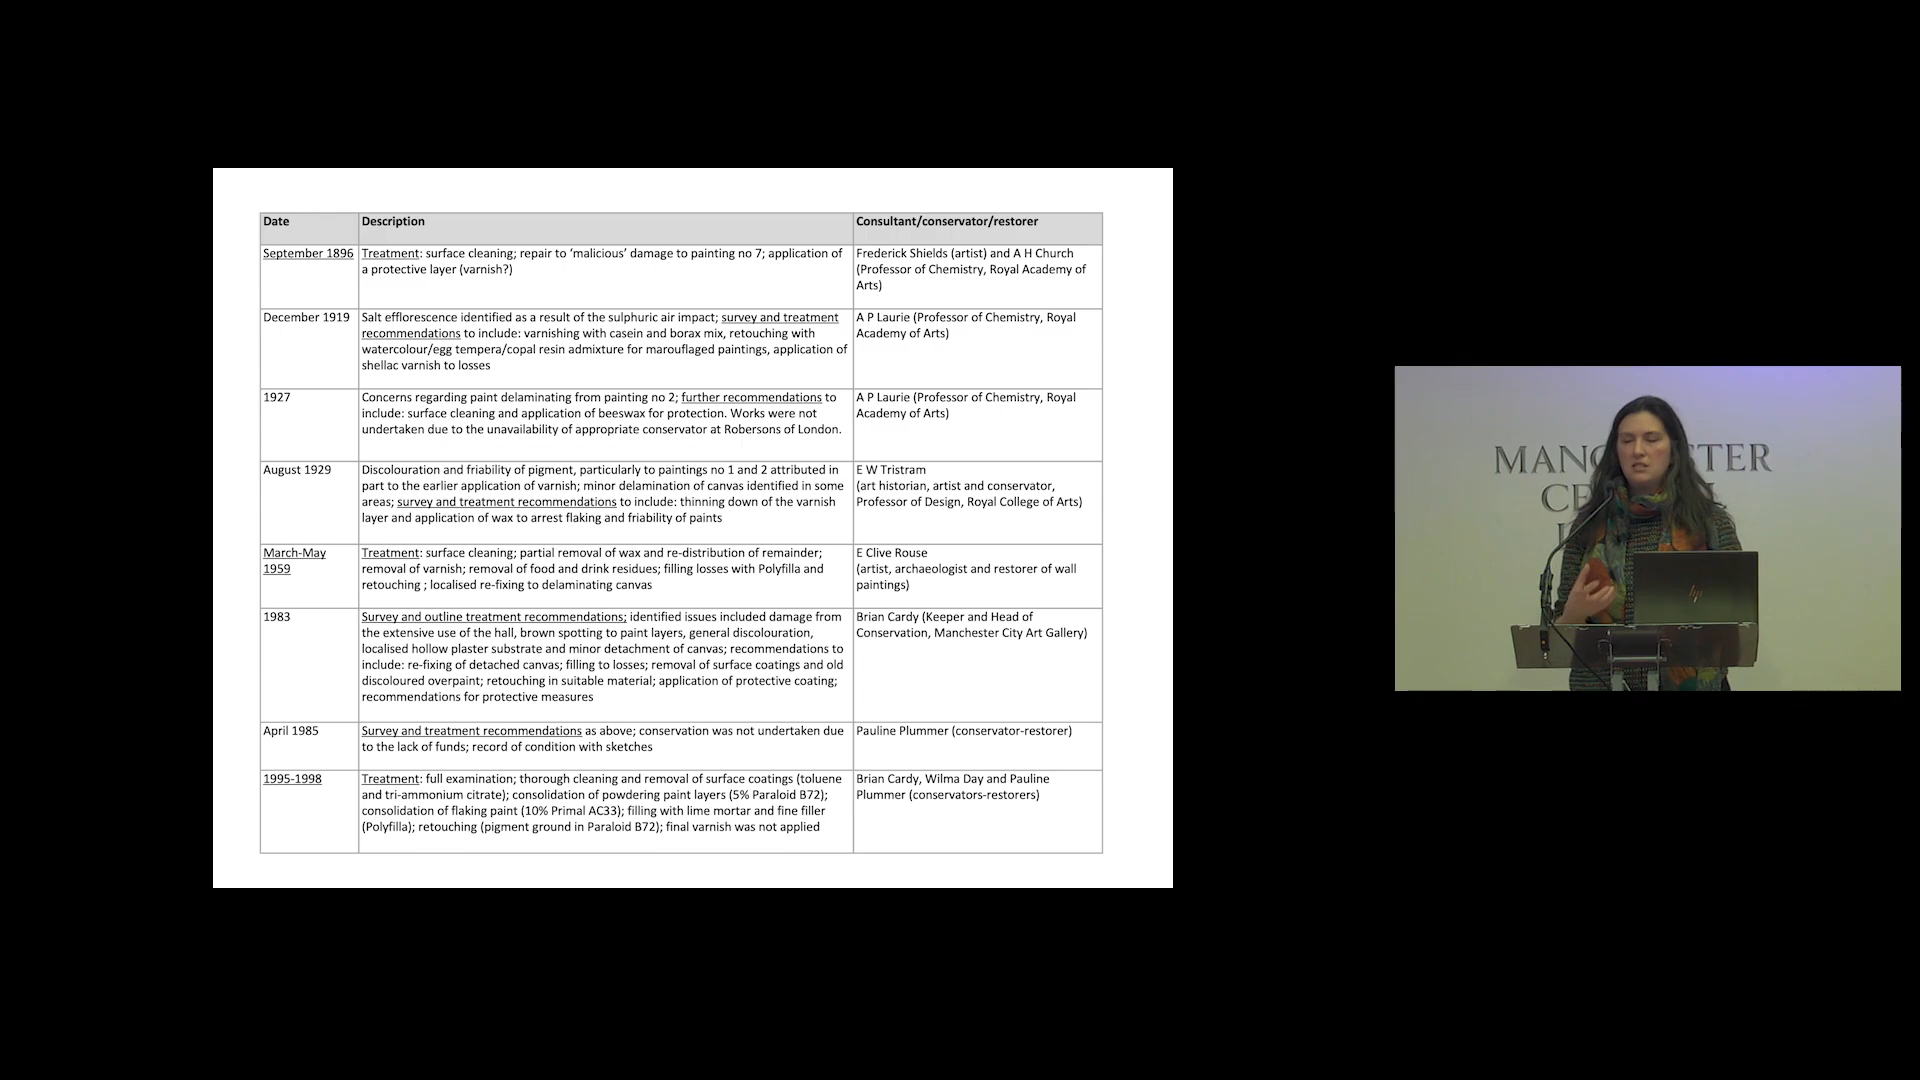 Date Description Consultant/conservator/restorer
September 1896
Treatment: surface cleaning; repair to ‘malicious’ damage to painting no 7; application of
a protective layer (varnish?)
Frederick Shields (artist) and A H Church
(Professor of Chemistry, Royal Academy of
Arts)
December 1919
Salt efflorescence identified as a result of the sulphuric air impact; survey and treatment
recommendations to include: varnishing with casein and borax mix, retouching with
watercolour/egg tempera/copal resin admixture for marouflaged paintings, application of
shellac varnish to losses
A P Laurie (Professor of Chemistry, Royal
Academy of Arts)
1927
Concerns regarding paint delaminating from painting no 2; further recommendations to
include: surface cleaning and application of beeswax for protection. Works were not
undertaken due to the unavailability of appropriate conservator at Robersons of London.
A P Laurie (Professor of Chemistry, Royal
Academy of Arts)
August 1929
Discolouration and friability of pigment, particularly to paintings no 1 and 2 attributed in
part to the earlier application of varnish; minor delamination of canvas identified in some
areas; survey and treatment recommendations to include: thinning down of the varnish
layer and application of wax to arrest flaking and friability of paints
E W Tristram
(art historian, artist and conservator,
Professor of Design, Royal College of Arts)
March-May
1959
Treatment: surface cleaning; partial removal of wax and re-distribution of remainder;
removal of varnish; removal of food and drink residues; filling losses with Polyfilla and
retouching ; localised re-fixing to delaminating canvas
E Clive Rouse
(artist, archaeologist and restorer of wall
paintings)
1983
Survey and outline treatment recommendations; identified issues included damage from
the extensive use of the hall, brown spotting to paint layers, general discolouration,
localised hollow plaster substrate and minor detachment of canvas; recommendations to
include: re-fixing of detached canvas; filling to losses; removal of surface coatings and old
discoloured overpaint; retouching in suitable material; application of protective coating;
recommendations for protective measures
Brian Cardy (Keeper and Head of
Conservation, Manchester City Art Gallery)
April 1985
Survey and treatment recommendations as above; conservation was not undertaken due
to the lack of funds; record of condition with sketches
Pauline Plummer (conservator-restorer)
1995-1998
Treatment: full examination; thorough cleaning and removal of surface coatings (toluene
and tri-ammonium citrate); consolidation of powdering paint layers (5% Paraloid B72);
consolidation of flaking paint (10% Primal AC33); filling with lime mortar and fine filler
(Polyfilla); retouching (pigment ground in Paraloid B72); final varnish was not applied
Brian Cardy, Wilma Day and Pauline
Plummer (conservators-restorers)
hp